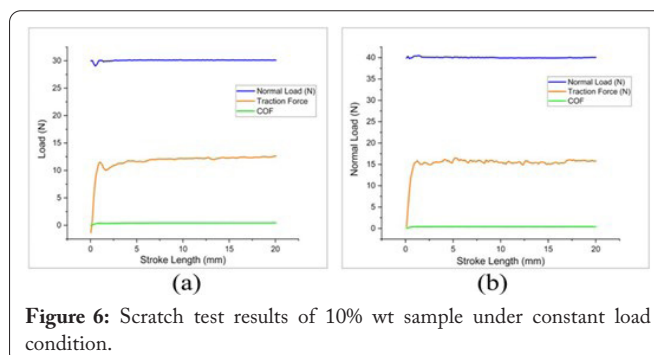 30
25
20
15
10
5
0
Load (N)
Normal Load (N)
Traction Force
COF
0
5
10
15
20
Stroke Length (mm)
(a)
40
35
30
25
20
15
10
5
0
Normal Load (N)
Normal Load (N)
Traction Force (N)
COF
0
5
10
15
20
Stroke Length (mm)
(b)
Figure 6: Scratch test results of 10% wt sample under constant load
condition.